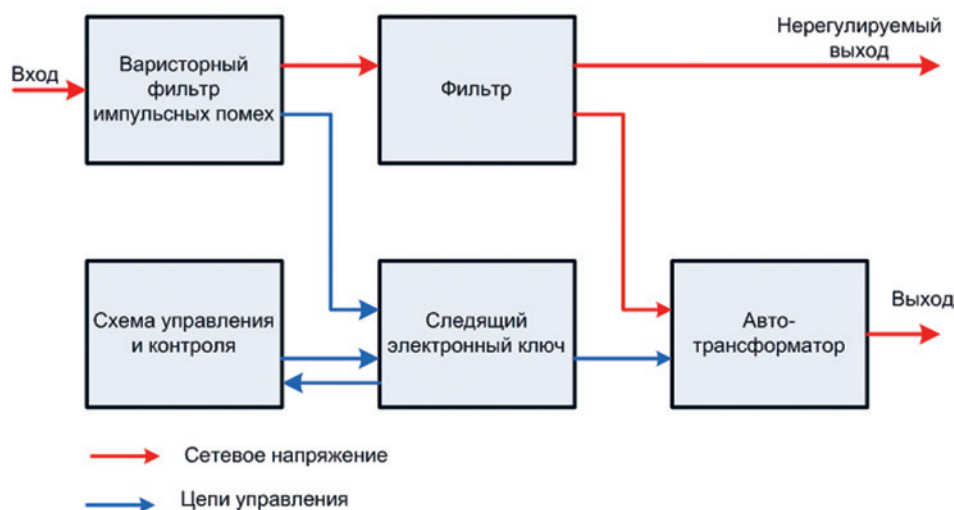 Нерегулируемый
выход
Вход
Варисторный
фильтр
импульсных помех
Фильтр
Схема управления
и контроля
Следящий
электронный ключ
Авто-
трансформатор
Выход
Сетевое напряжение
Цепи управления